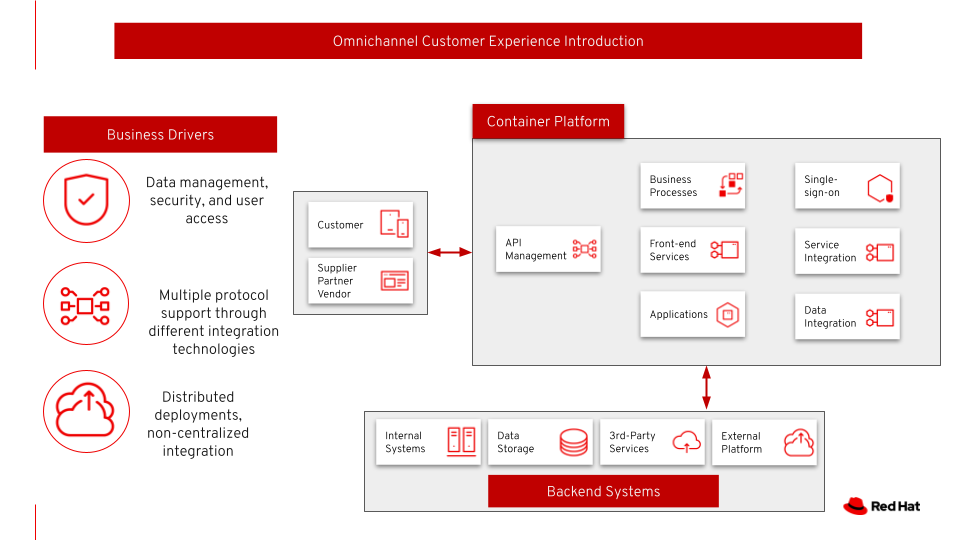 Omnichannel Customer Experience Introduction
Business Drivers
Data management,
security, and user
access
Multiple protocol
support through
different integration
technologies
Distributed
deployments,
non-centralized
integration
Customer
Supplier
Partner
Vendor
Container Platform
API
Management
Business
Processes
Front-end
Services
Applications
Single-
sign-on
Service
Integration
Data
Integration
Internal
Systems
Data
Storage
3rd-Party
Services
External
Platform
Backend Systems
Red Hat